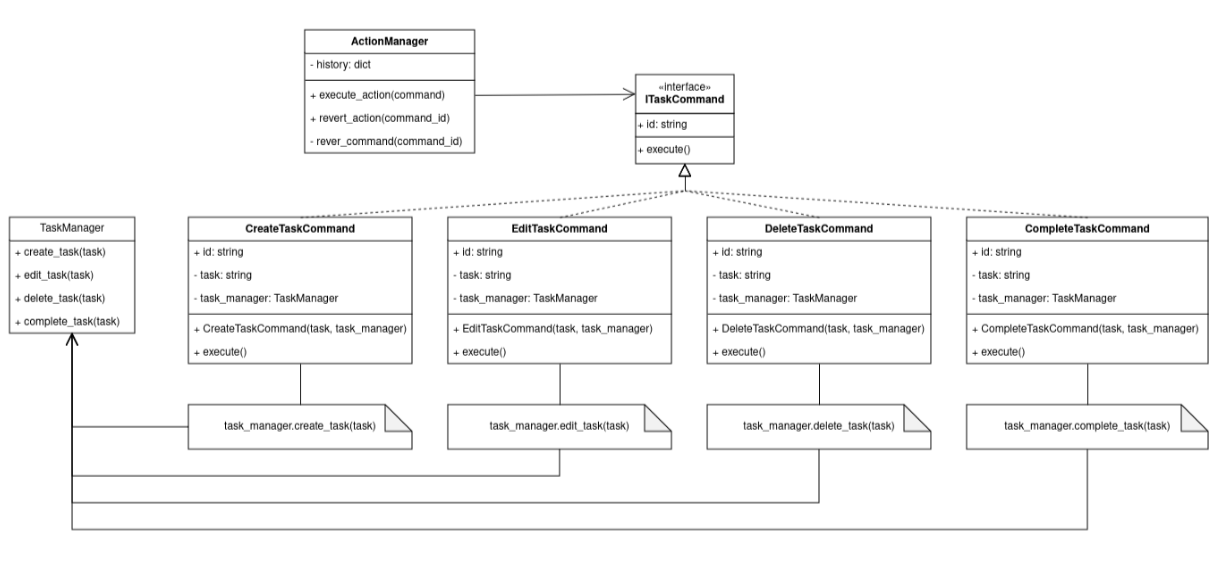 ActionManager
- history: dict
+ execute_action(command)
+ revert_action(command_id)
- rever_command(command_id)
«interface»
ITaskCommand
+ id: string
+ execute()
TaskManager
+ create_task(task)
+ edit_task(task)
+ delete_task(task)
+ complete_task(task)
CreateTaskCommand
+ id: string
- task: string
- task_manager: TaskManager
+ CreateTaskCommand(task, task_manager)
+ execute()
task_manager.create_task(task)
EditTaskCommand
+ id: string
- task: string
- task_manager: TaskManager
+ EditTaskCommand(task, task_manager)
+ execute()
task_manager.edit_task(task)
DeleteTaskCommand
+ id: string
- task: string
- task_manager: TaskManager
+ DeleteTaskCommand(task, task_manager)
+ execute()
task_manager.delete_task(task)
CompleteTaskCommand
+ id: string
- task: string
- task_manager: TaskManager
+ CompleteTaskCommand(task, task_manager)
+ execute()
task_manager.complete_task(task)